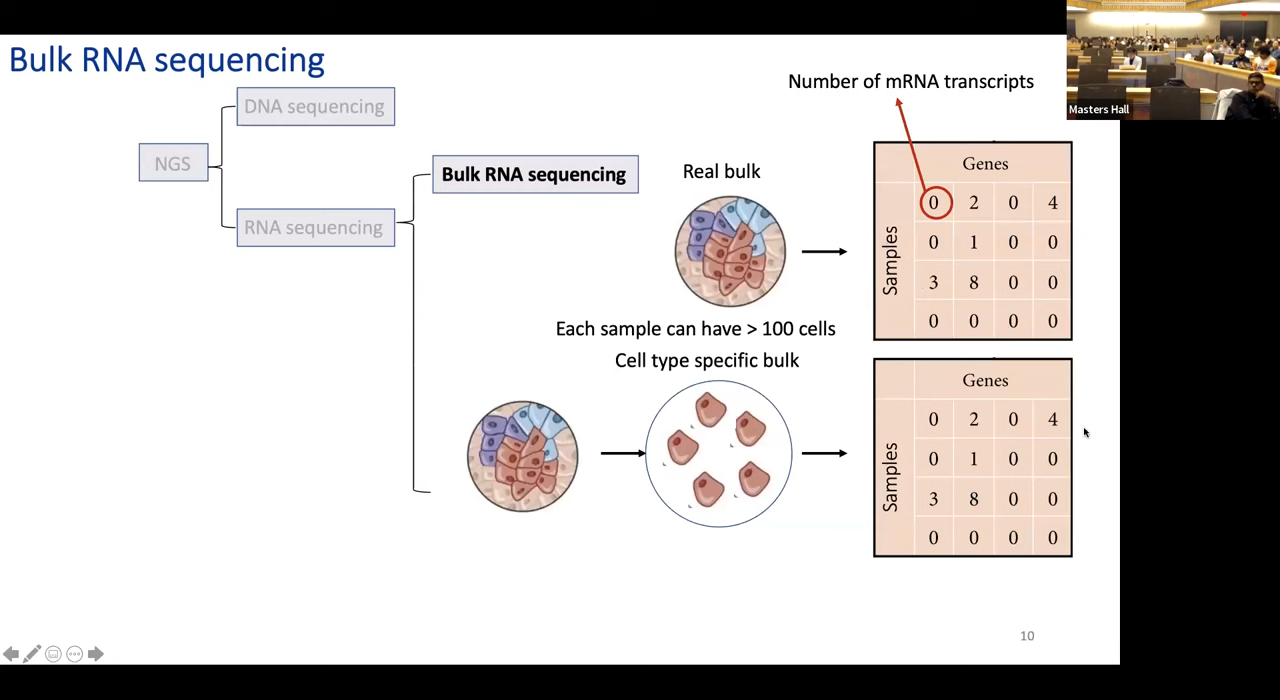 Bulk RNA sequencing
Number of mRNA transcripts
Masters Hall
DNA sequencing
NGS
RNA sequencing
Bulk RNA sequencing
Real bulk
Each sample can have > 100 cells
Genes
Samples
0 2 0 4
0 1 0 0
3 8 0 0
0 0 0 0
Cell type specific bulk
Genes
Samples
0 2 0 4
0 1 0 0
3 8 0 0
0 0 0 0
10